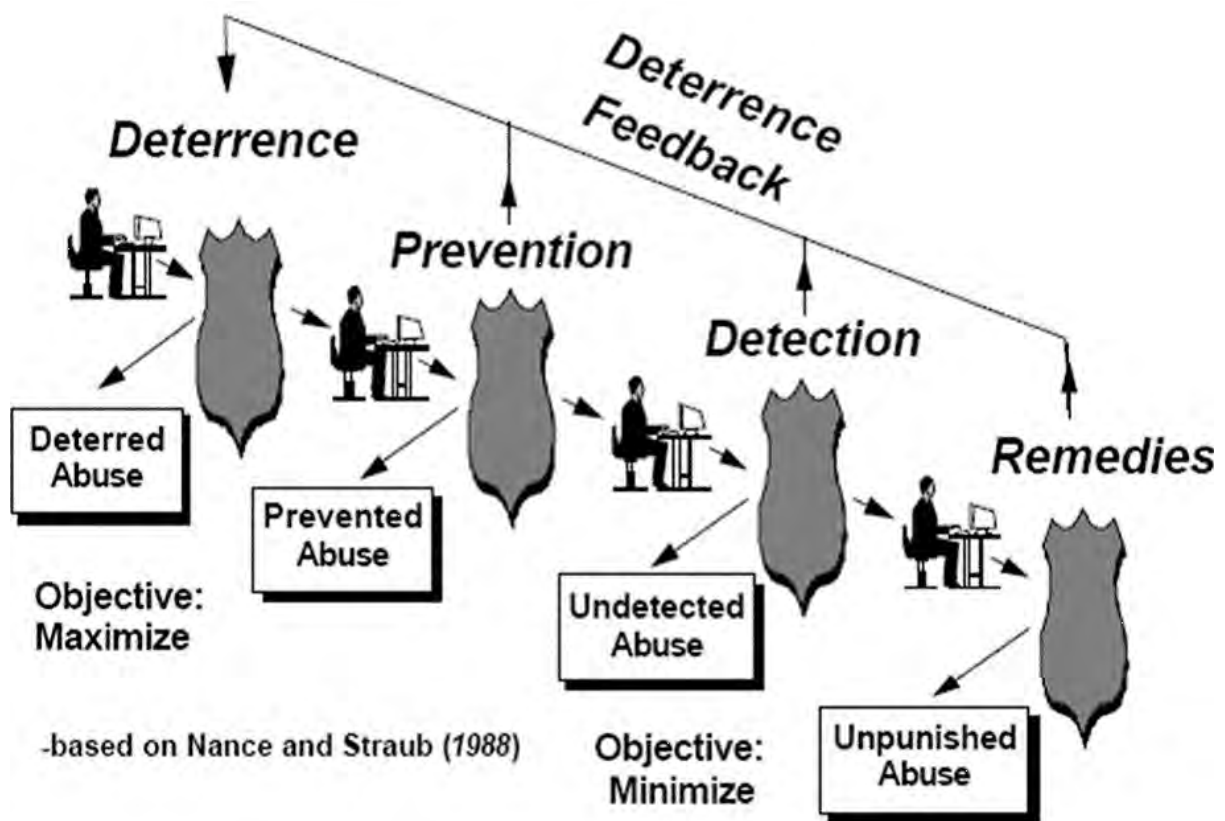 Deterrence
Feedback
Deterrence
Prevention
Detection
Remedies
Deterred
Abuse
Prevented
Abuse
Undetected
Abuse
Unpunished
Abuse
Objective:
Maximize
Objective:
Minimize
-based on Nance and Straub (1988)